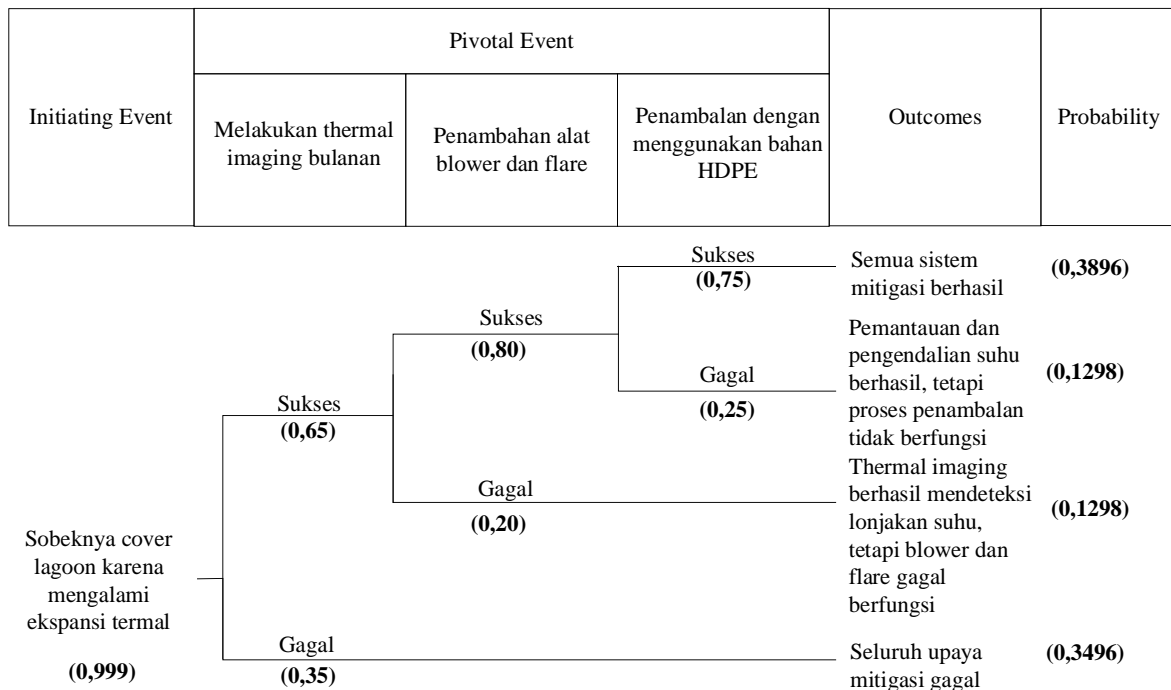 Pivotal Event
Initiating Event
Melakukan thermal
imaging bulanan
Penambahan alat
blower dan flare
Penambalan dengan
menggunakan bahan
HDPE
Outcomes
Probability
Sukses
(0,75)
Semua sistem
mitigasi berhasil
(0,3896)
Sukses
(0,80)
Gagal
(0,25)
Pemantauan dan
pengendalian suhu
berhasil, tetapi
proses penambalan
tidak berfungsi
(0,1298)
Sukses
(0,65)
Gagal
(0,20)
Thermal imaging
berhasil mendeteksi
lonjakan suhu,
tetapi blower dan
flare gagal
berfungsi
(0,1298)
Sobeknya cover
lagoon karena
mengalami
ekspansi termal
(0,999)
Gagal
(0,35)
Seluruh upaya
mitigasi gagal
(0,3496)